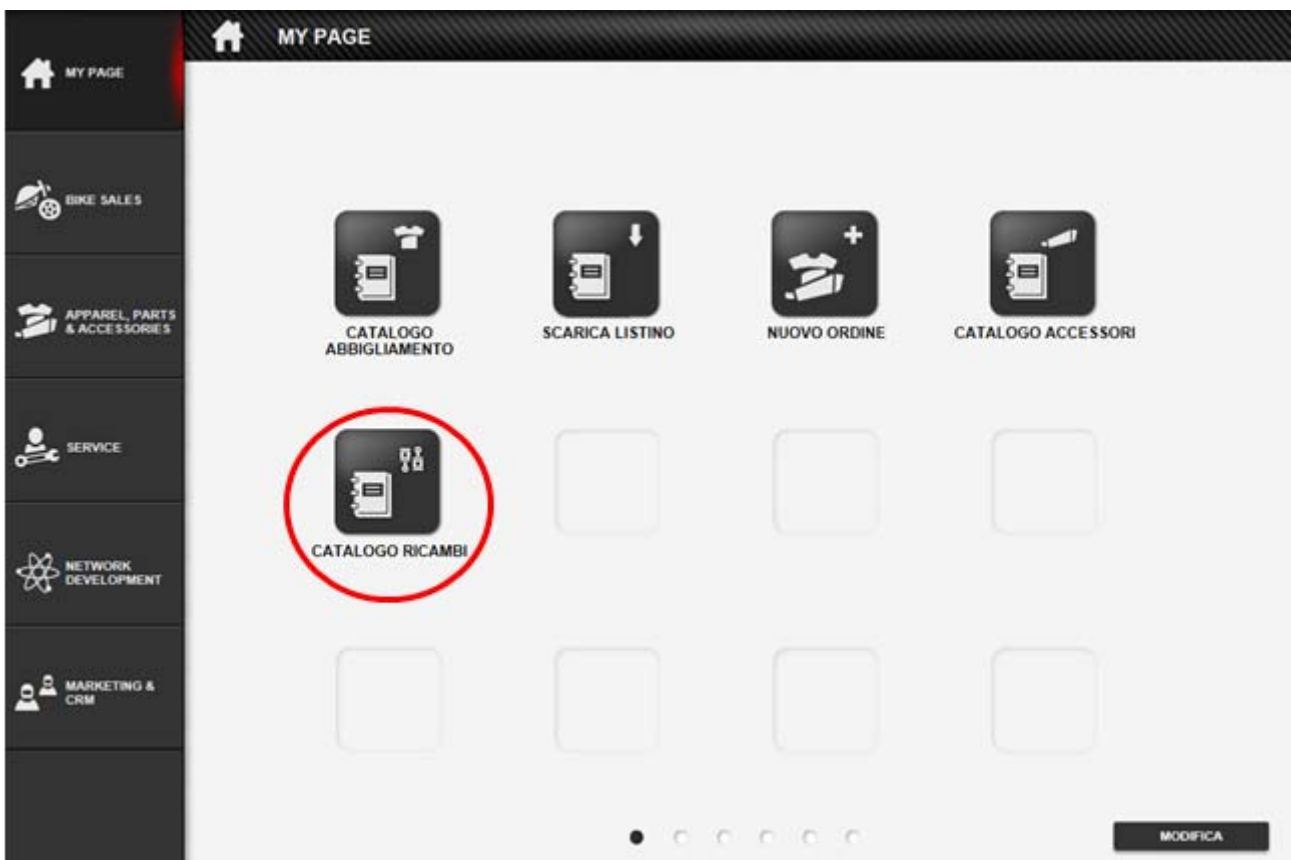 MY PAGE
MY PAGE
BIKE SALES
APPAREL, PARTS
& ACCESSORIES
SERVICE
NETWORK
DEVELOPMENT
MARKETING &
CRM
CATALOGO
ABBIGLIAMENTO
SCARICA LISTINO
NUOVO ORDINE
CATALOGO ACCESSORI
CATALOGO RICAMBI
MODIFICA